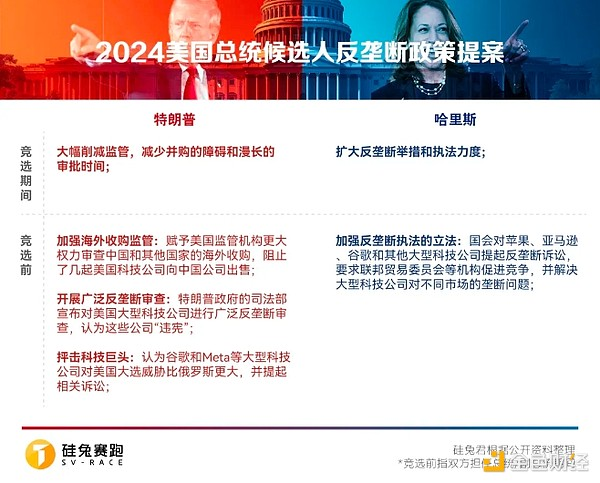 2024美国总统候选人反垄断政策提案
特朗普
哈里斯
竞选期间
大幅削减监管，减少并购的障碍和漫长的
审批时间；
扩大反垄断举措和执法力度；
竞选前
加强海外收购监管：赋予美国监管机构更大
权力审查中国和其他国家的海外收购，阻止
了几起美国科技公司向中国公司出售；
开展广泛反垄断审查：特朗普政府的司法部
宣布对美国大型科技公司进行广泛反垄断审
查，认为这些公司“违宪”；
抨击科技巨头：认为谷歌和Meta等大型科技
公司对美国大选威胁比俄罗斯更大，并提起
相关诉讼；
加强反垄断执法的立法：国会对苹果、亚马逊、
谷歌和其他大型科技公司提起反垄断诉讼，
要求联邦贸易委员会等机构促进竞争，并解决
大型科技公司对不同市场的垄断问题；
硅兔赛跑
SV-RACE
硅兔君根据公开资料整理
*竞选前指双方担任总统
金色财经